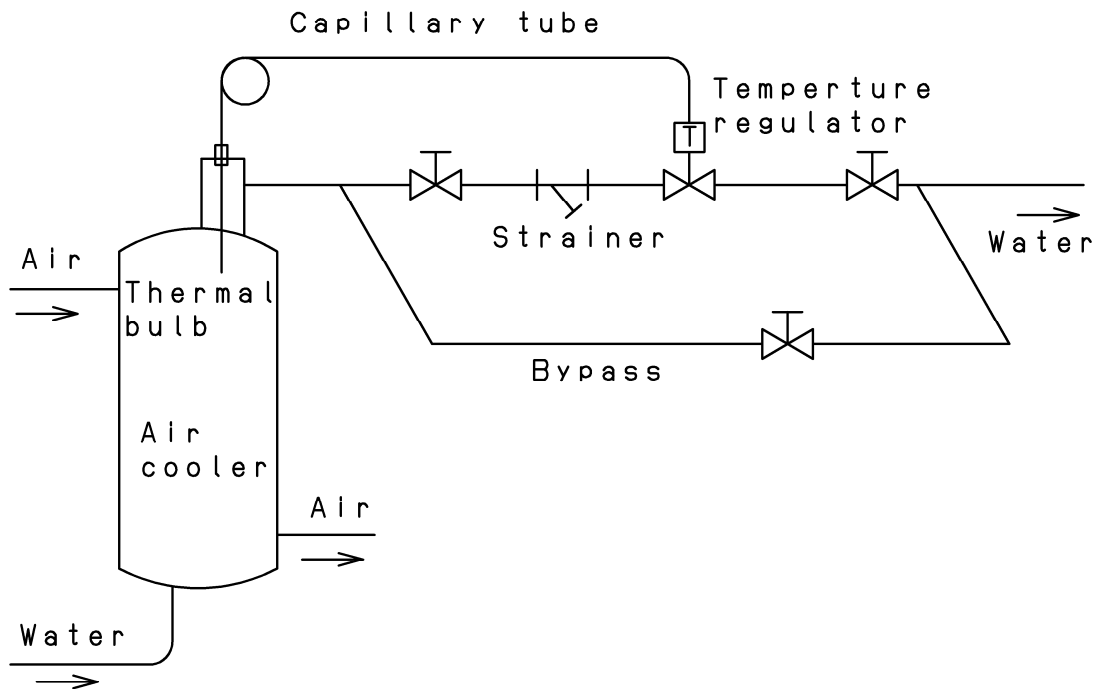 Capillary tube
Temperture
regulator
T
Strainer
Water
Air
Thermal
bulb
Bypass
Air
cooler
Air
Water